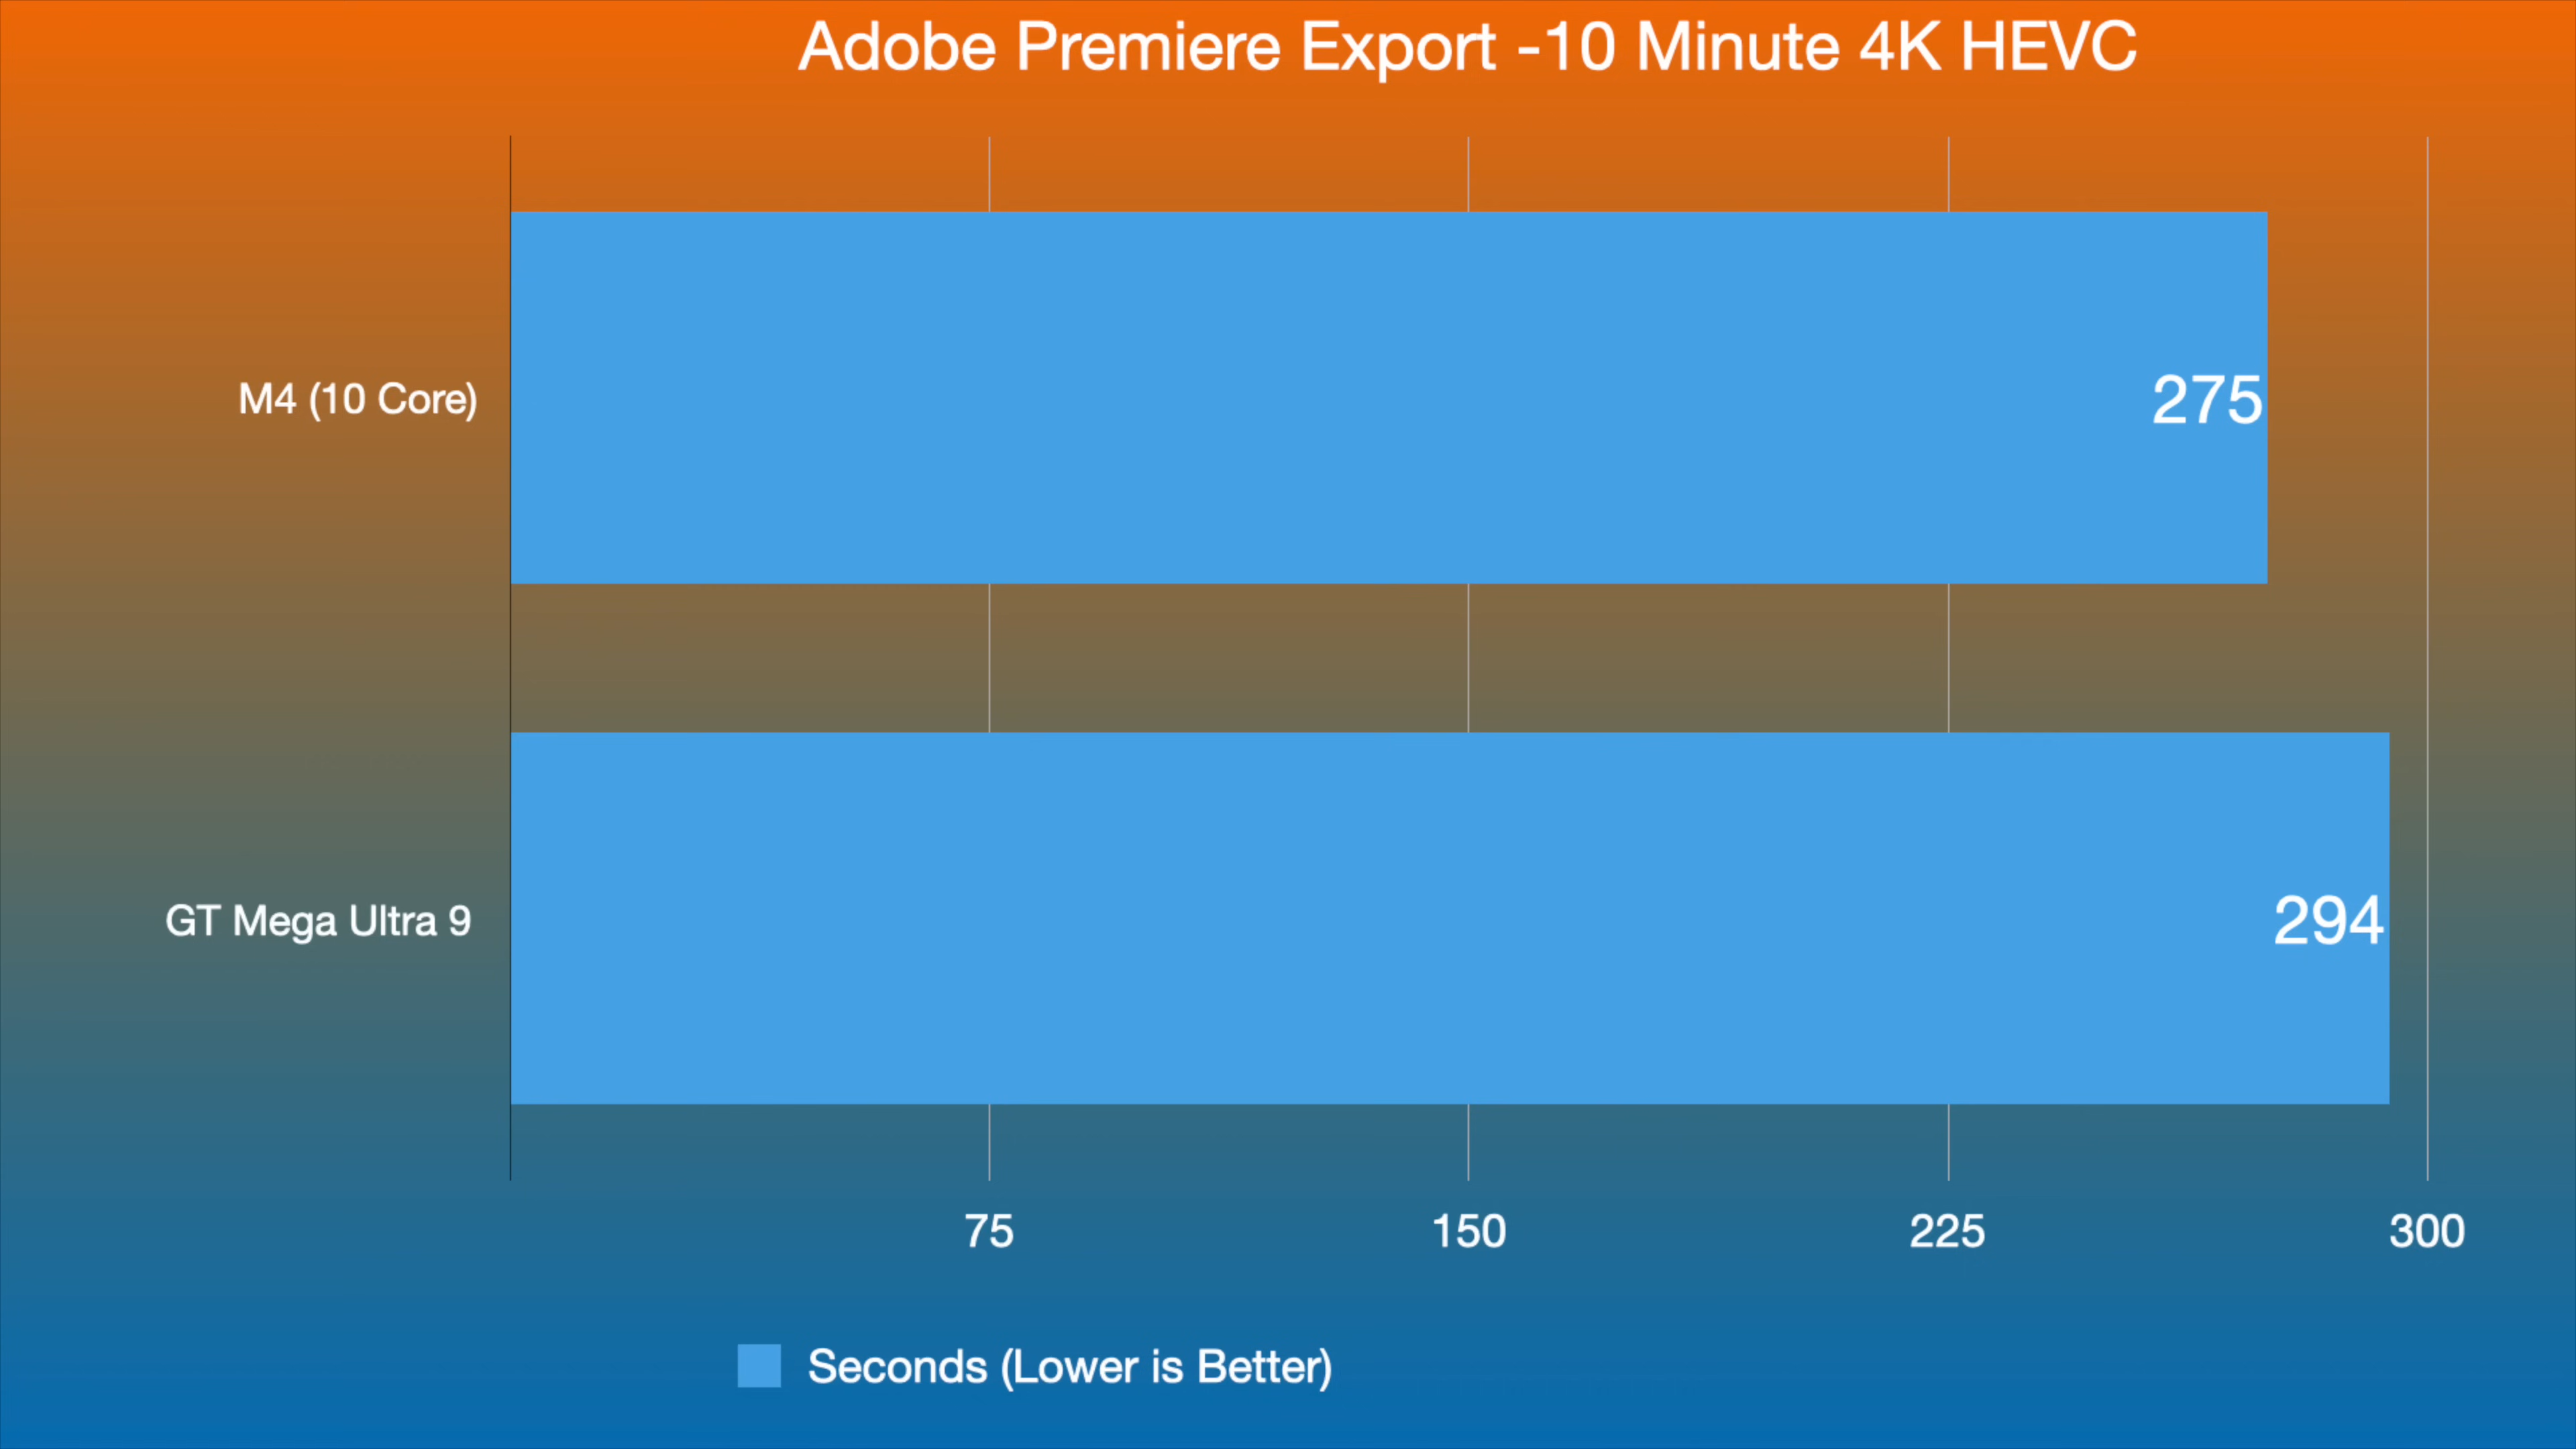 Adobe Premiere Export -10 Minute 4K HEVC
M4 (10 Core)
275
GT Mega Ultra 9
294
75
150
225
300
Seconds (Lower is Better)